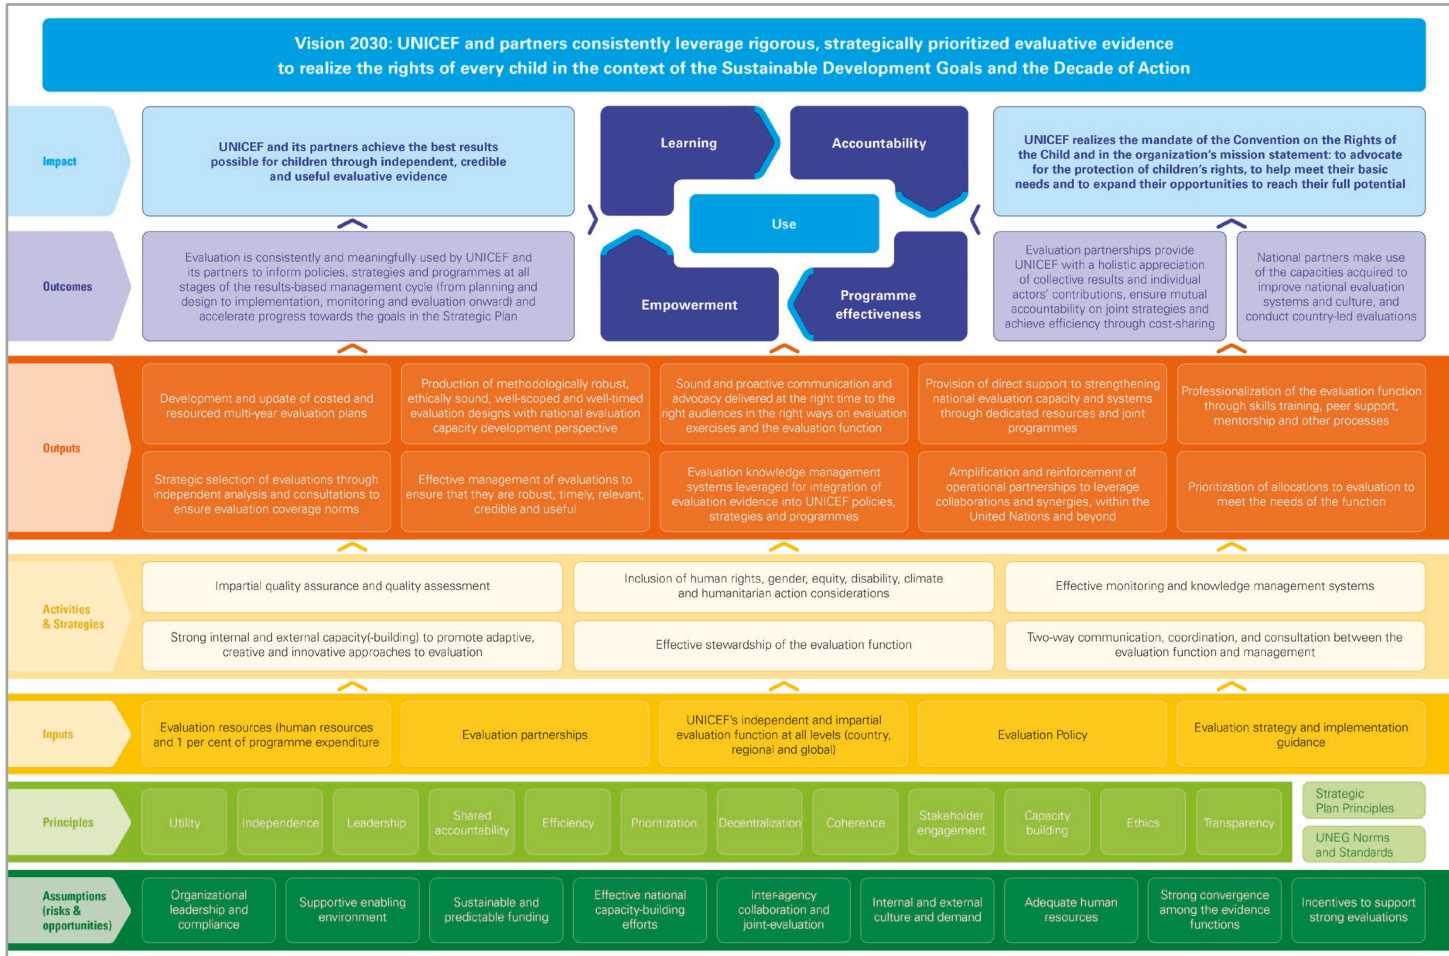 Vision 2030: UNICEF and partners consistently leverage rigorous, strategically prioritized evaluative evidence
to realize the rights of every child in the context of the Sustainable Development Goals and the Decade of Action
Impact
UNICEF and its partners achieve the best results
possible for children through independent, credible
and useful evaluative evidence
Learning
Accountability
Use
Empowerment
Programme
effectiveness
UNICEF realizes the mandate of the Convention on the Rights of
the Child and in the organization's mission statement: to advocate
for the protection of children's rights, to help meet their basic
needs and to expand their opportunities to reach their full potential
Outcomes
Evaluation is consistently and meaningfully used by UNICEF and
its partners to inform policies, strategies and programmes at all
stages of the results-based management cycle (from planning and
design to implementation, monitoring and evaluation onward) and
accelerate progress towards the goals in the Strategic Plan
Evaluation partnerships provide
UNICEF with a holistic appreciation
of collective results and individual
actors' contributions, ensure mutual
accountability on joint strategies and
achieve efficiency through cost-sharing
National partners make use
of the capacities acquired to
improve national evaluation
systems and culture, and
conduct country-led evaluations
Outputs
Development and update of costed and
resourced multi-year evaluation plans
Production of methodologically robust,
ethically sound, well-scoped and well-timed
evaluation designs with national evaluation
capacity development perspective
Sound and proactive communication and
advocacy delivered at the right time to the
right audiences in the right ways on evaluation
exercises and the evaluation function
Provision of direct support to strengthening
national evaluation capacity and systems
through dedicated resources and joint
programmes
Professionalization of the evaluation function
through skills training, peer support,
mentorship and other processes
Strategic selection of evaluations through
independent analysis and consultations to
ensure evaluation coverage norms
Effective management of evaluations to
ensure that they are robust, timely, relevant,
credible and useful
Evaluation knowledge management
systems leveraged for integration of
evaluation evidence into UNICEF policies,
strategies and programmes
Amplification and reinforcement of
operational partnerships to leverage
collaborations and synergies, within the
United Nations and beyond
Prioritization of allocations to evaluation to
meet the needs of the function
Activities
& Strategies
Impartial quality assurance and quality assessment
Inclusion of human rights, gender, equity, disability, climate
and humanitarian action considerations
Effective monitoring and knowledge management systems
Strong internal and external capacity(-building) to promote adaptive,
creative and innovative approaches to evaluation
Effective stewardship of the evaluation function
Two-way communication, coordination, and consultation between the
evaluation function and management
Inputs
Evaluation resources (human resources
and 1 per cent of programme expenditure
Evaluation partnerships
UNICEF's independent and impartial
evaluation function at all levels (country,
regional and global)
Evaluation Policy
Evaluation strategy and implementation
guidance
Principles
Utility
Independence
Leadership
Shared
accountability
Efficiency
Prioritization
Decentralization
Coherence
Stakeholder
engagement
Capacity
building
Ethics
Transparency
Strategic
Plan Principles
UNEG Norms
and Standards
Assumptions
(risks &
opportunities)
Organizational
leadership and
compliance
Supportive enabling
environment
Sustainable and
predictable funding
Effective national
capacity-building
efforts
Inter-agency
collaboration and
joint-evaluation
Internal and external
culture and demand
Adequate human
resources
Strong convergence
among the evidence
functions
Incentives to support
strong evaluations